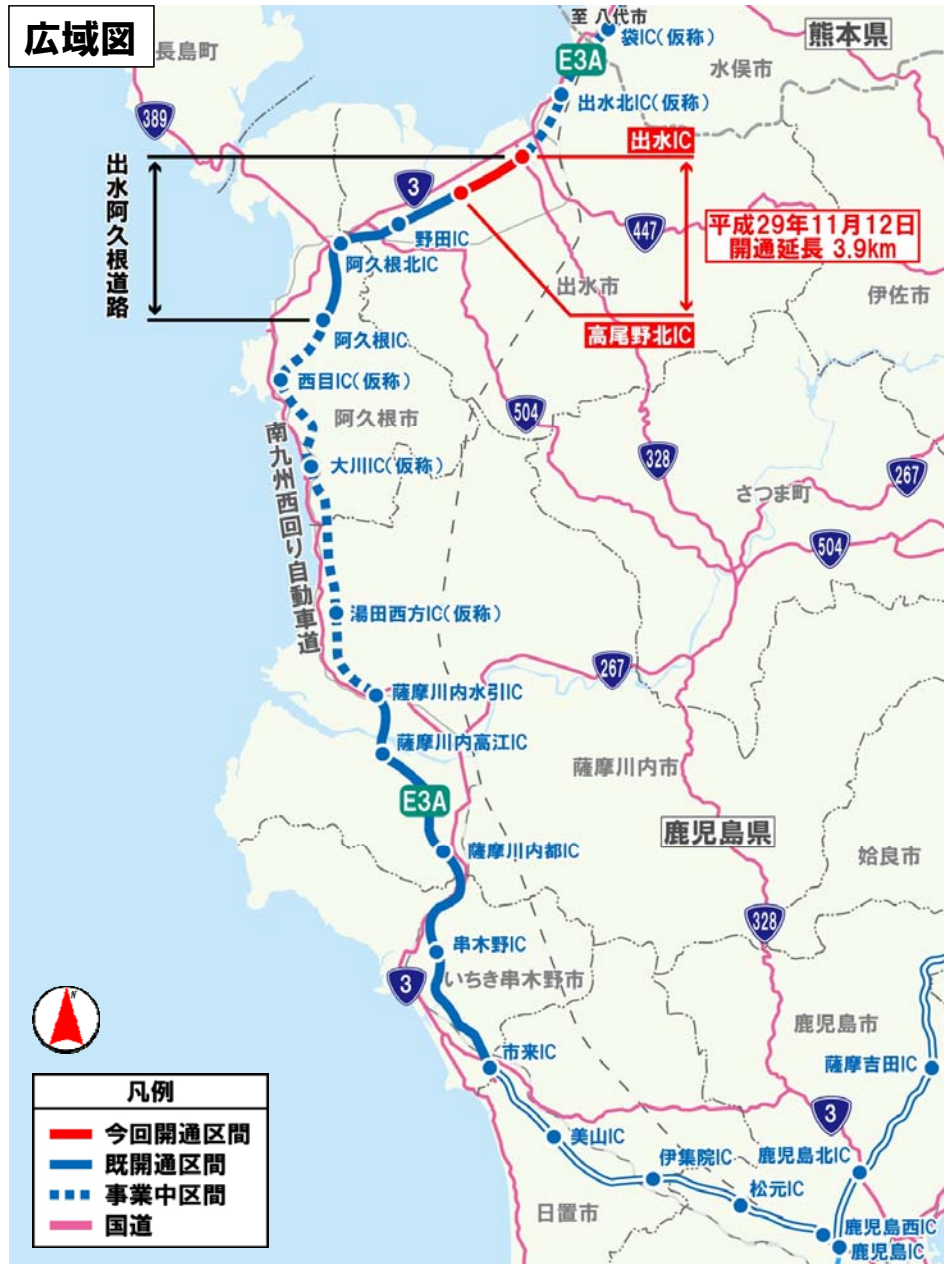 広域図
至 八代市
袋IC(仮称)
熊本県
長島町
E3A
水俣市
出水北IC(仮称)
389
出水IC
3
447
平成29年11月12日
開通延長 3.9km
出水阿久根道路
野田IC
阿久根北IC
出水市
伊佐市
阿久根IC
高尾野北IC
西目IC(仮称)
阿久根市
504
328
267
南九州西回り自動車道
大川IC(仮称)
さつま町
504
湯田西方IC(仮称)
267
薩摩川内水引IC
薩摩川内高江IC
薩摩川内市
E3A
鹿児島県
薩摩川内都IC
姶良市
328
串木野IC
3
いちき串木野市
N
鹿児島市
市来IC
薩摩吉田IC
凡例
今回開通区間
既開通区間
事業中区間
国道
3
美山IC
伊集院IC
鹿児島北IC
松元IC
日置市
鹿児島西IC
鹿児島IC